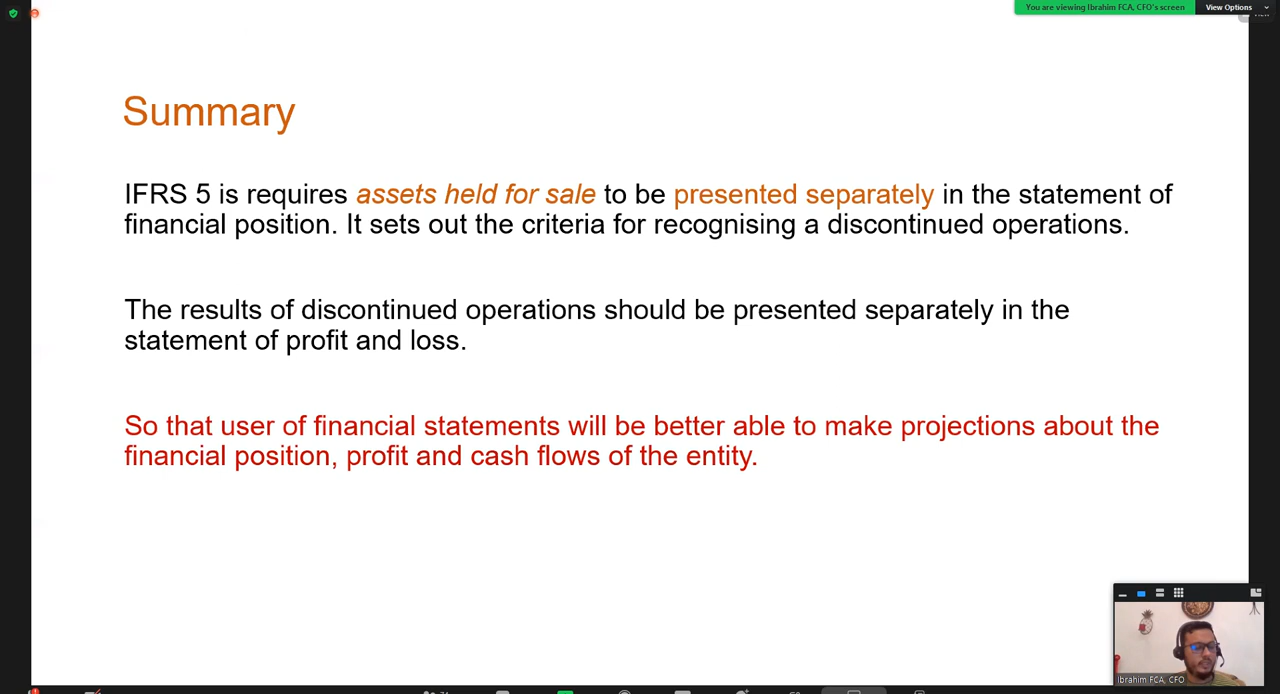 You are viewing Ibrahim FCA, CFO's screen
View Options
Summary
IFRS 5 is requires assets held for sale to be presented separately in the statement of
financial position. It sets out the criteria for recognising a discontinued operations.
The results of discontinued operations should be presented separately in the
statement of profit and loss.
So that user of financial statements will be better able to make projections about the
financial position, profit and cash flows of the entity.
Ibrahim FCA, CFO